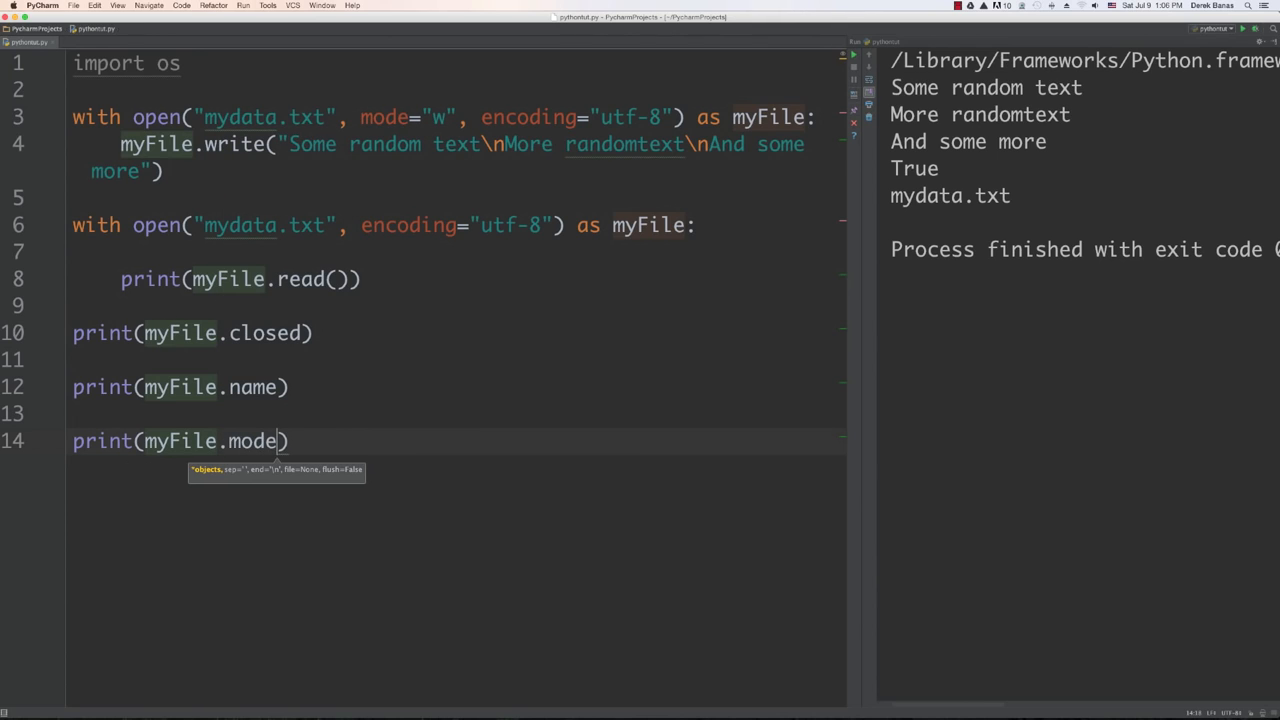 PyCharm File Edit View Navigate Code Refactor Run Tools VCS Window Help
10 Sat Jul 9 1:06 PM Derek Banas
pythontut.py - PycharmProjects - [~/PycharmProjects]
PycharmProjects pythontut.py
pythontut
pythontut.py
Run pythontut
1 import os
2
3 with open("mydata.txt", mode="w", encoding="utf-8") as myFile:
4 myFile.write("Some random text\nMore randomtext\nAnd some
more")
5
6 with open("mydata.txt", encoding="utf-8") as myFile:
7
8 print(myFile.read())
9
10 print(myFile.closed)
11
12 print(myFile.name)
13
14 print(myFile.mode)
*objects, sep=' ', end='\n', file=None, flush=False
/Library/Frameworks/Python.framew
Some random text
More randomtext
And some more
True
mydata.txt
Process finished with exit code 0
14:18 LF≑ UTF-8≑